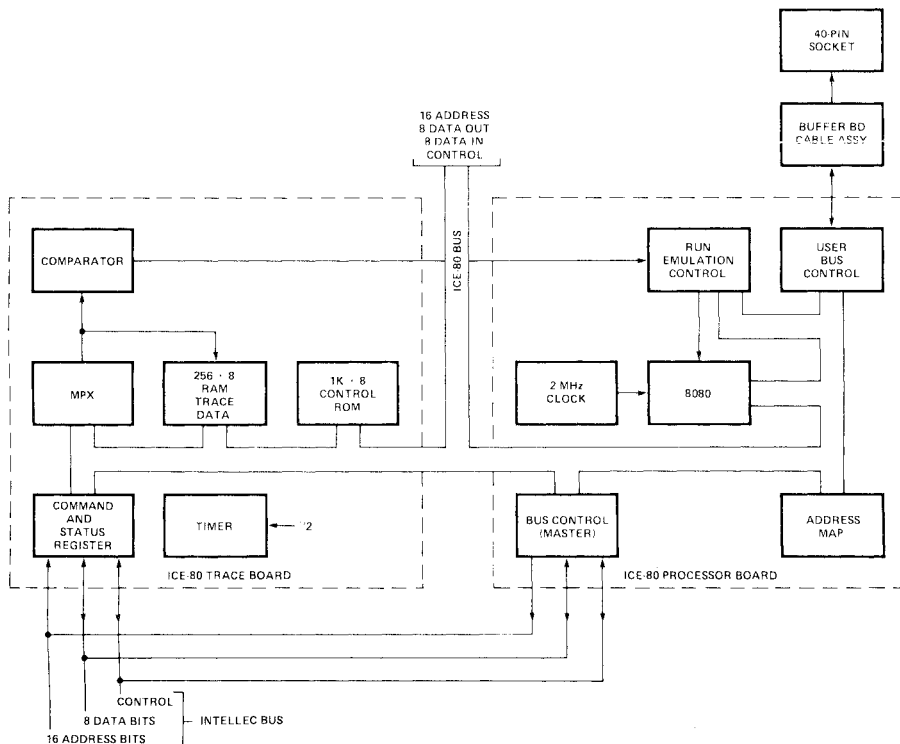 40-PIN
SOCKET
BUFFER BD
CABLE ASSY
16 ADDRESS
8 DATA OUT
8 DATA IN
CONTROL
ICE-80 BUS
COMPARATOR
RUN
EMULATION
CONTROL
USER
BUS
CONTROL
MPX
256 · 8
RAM
TRACE
DATA
1K · 8
CONTROL
ROM
2 MHz
CLOCK
8080
COMMAND
AND
STATUS
REGISTER
TIMER
BUS CONTROL
(MASTER)
ADDRESS
MAP
ICE-80 TRACE BOARD
ICE-80 PROCESSOR BOARD
CONTROL
8 DATA BITS
INTELLEC BUS
16 ADDRESS BITS